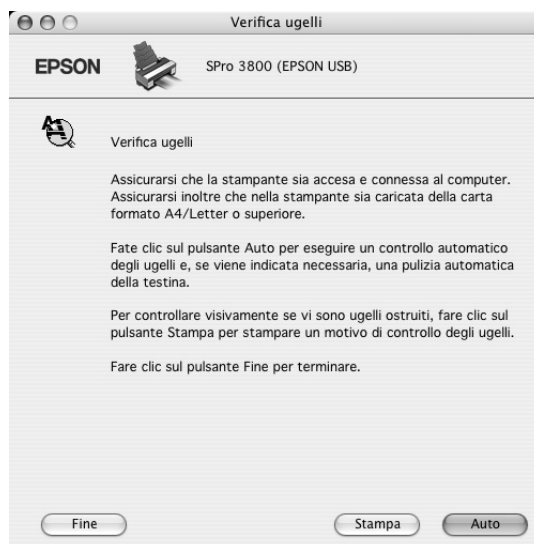 Verifica ugelli
EPSON
SPro 3800 (EPSON USB)
Verifica ugelli
Assicurarsi che la stampante sia accesa e connessa al computer.
Assicurarsi inoltre che nella stampante sia caricata della carta
formato A4/Letter o superiore.
Fate clic sul pulsante Auto per eseguire un controllo automatico
degli ugelli e, se viene indicata necessaria, una pulizia automatica
della testina.
Per controllare visivamente se vi sono ugelli ostruiti, fare clic sul
pulsante Stampa per stampare un motivo di controllo degli ugelli.
Fare clic sul pulsante Fine per terminare.
Fine
Stampa
Auto